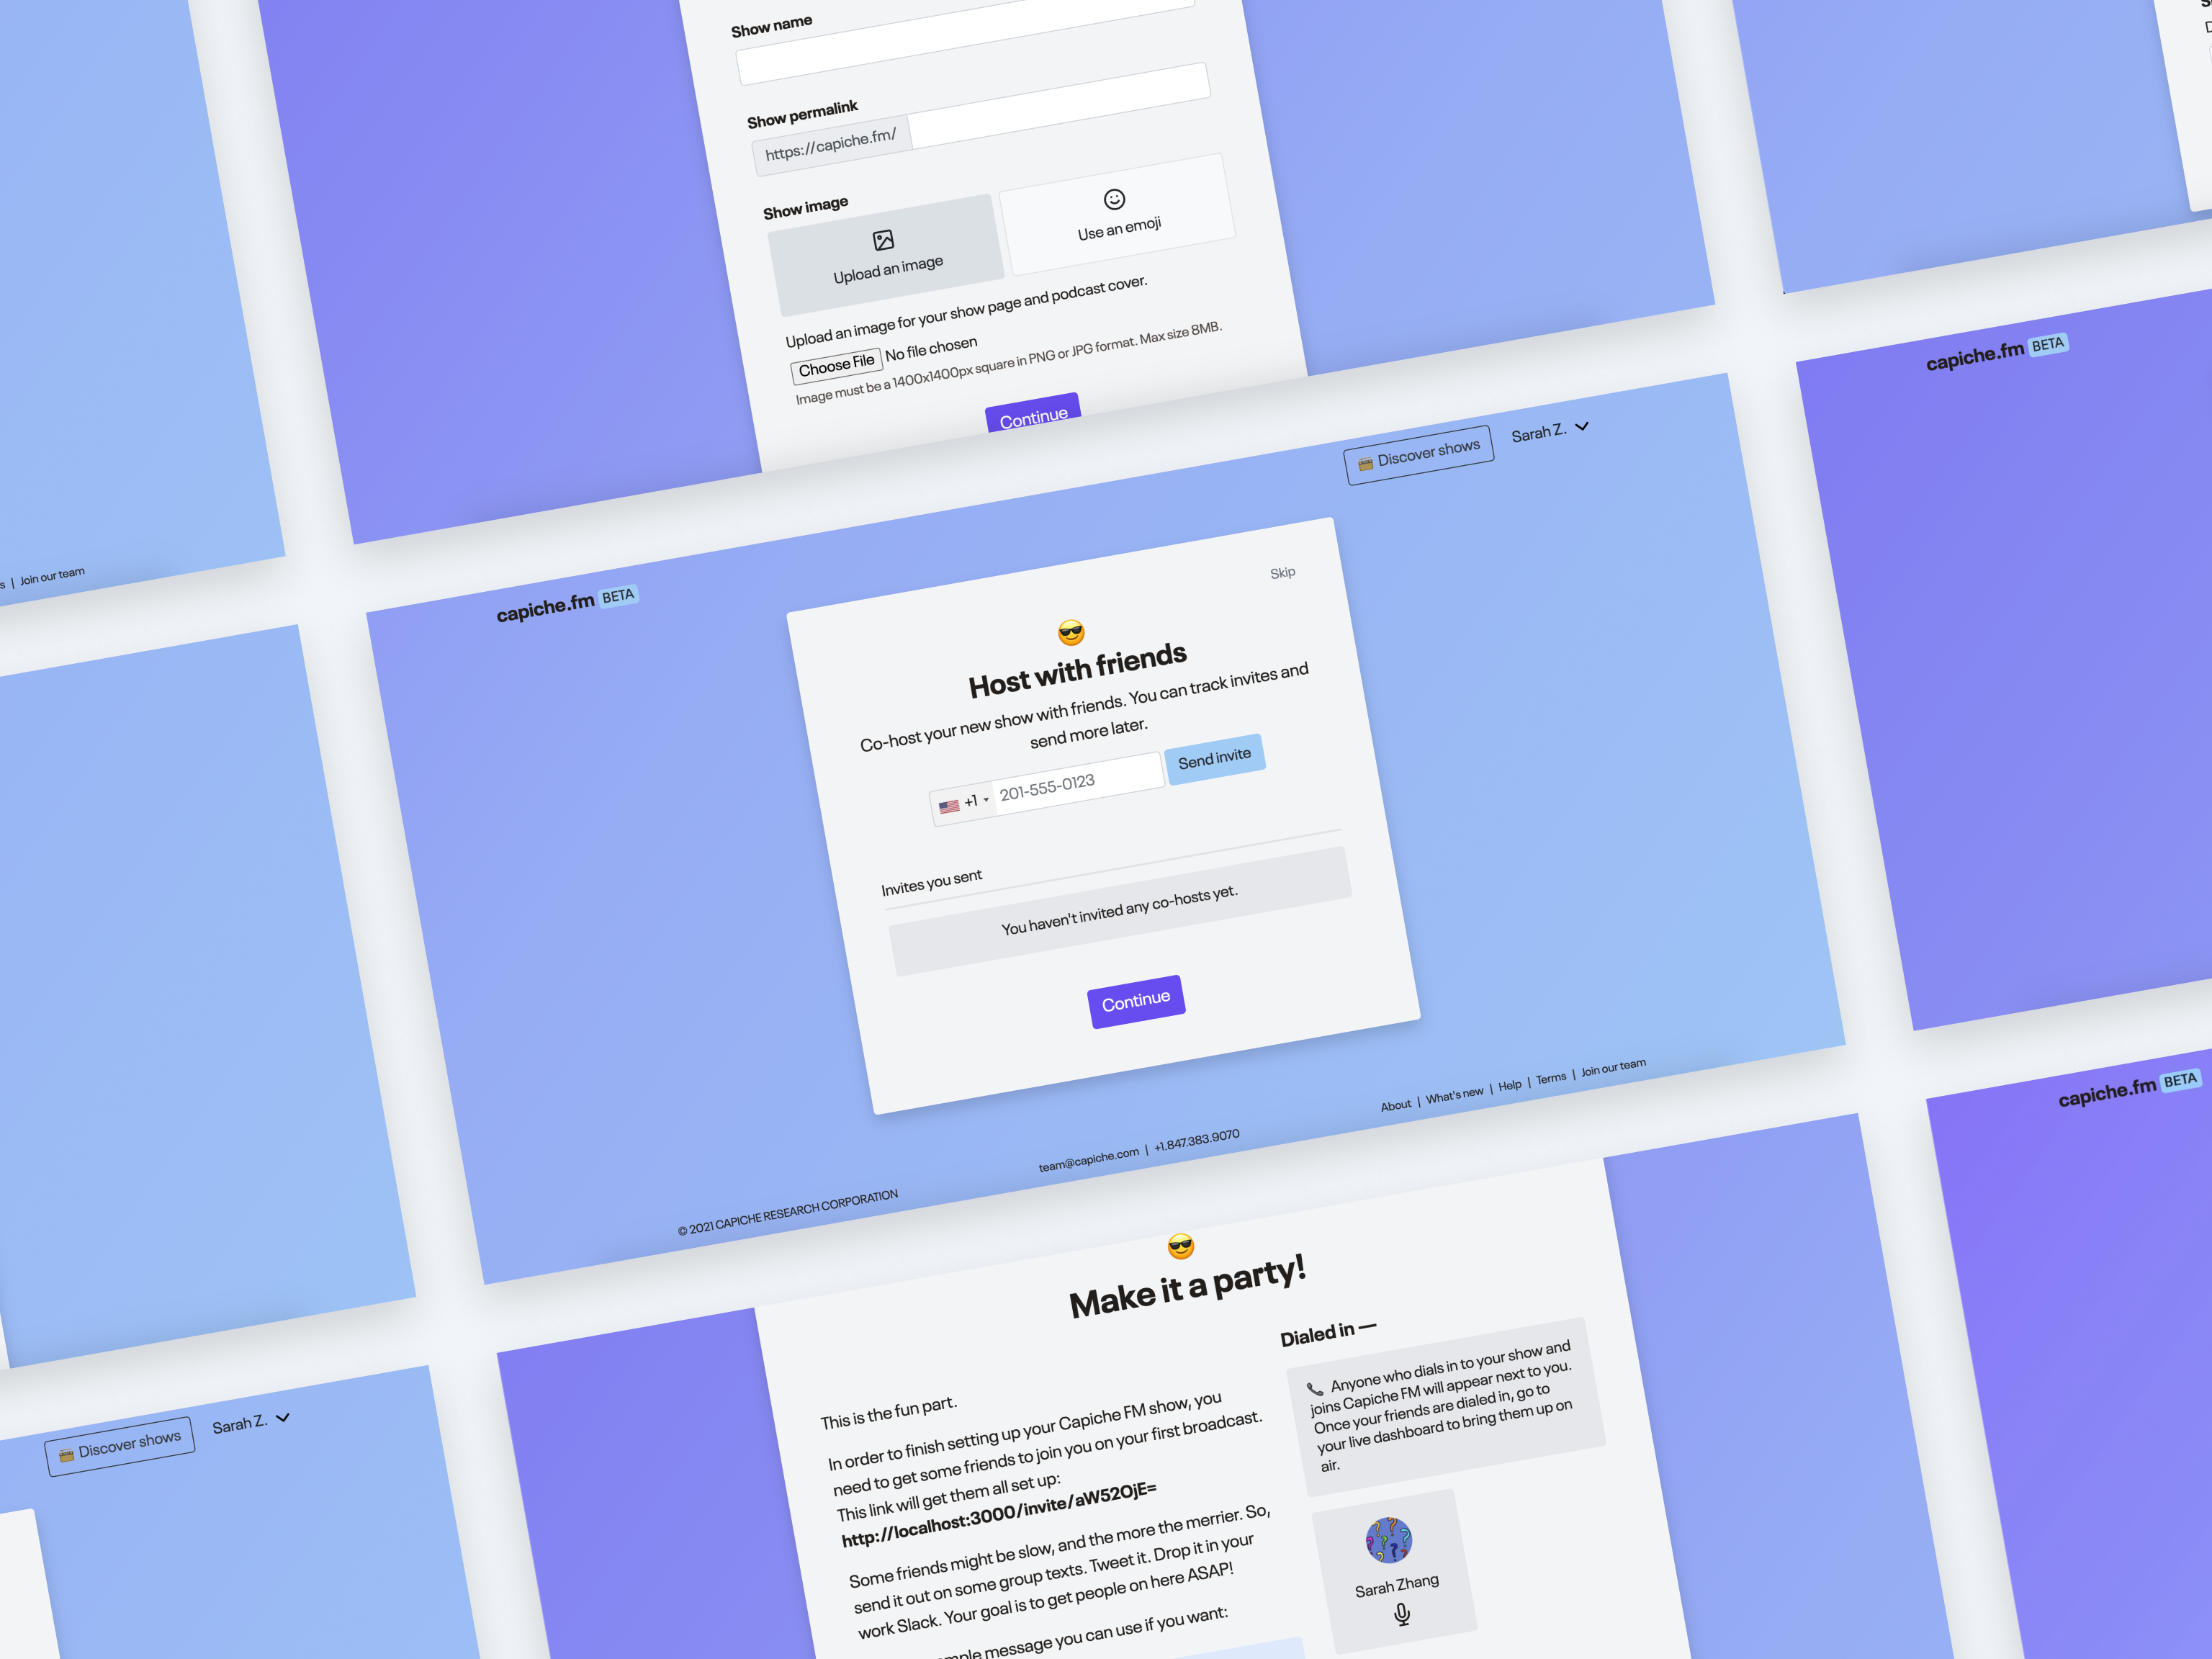 Show name
Show permalink
https://capiche.fm/
Show image
Upload an image
Use an emoji
Upload an image for your show page and podcast cover.
Choose File No file chosen
Image must be a 1400x1400px square in PNG or JPG format. Max size 8MB.
Continue
Join our team
capiche.fm BETA
Discover shows
Sarah Z.
capiche.fm BETA
Skip
Host with friends
Co-host your new show with friends. You can track invites and
send more later.
+1 201-555-0123
Send invite
Invites you sent
You haven't invited any co-hosts yet.
Continue
© 2021 CAPICHE RESEARCH CORPORATION
team@capiche.com | +1.847.383.9070
About | What's new | Help | Terms | Join our team
capiche.fm BETA
Discover shows
Sarah Z.
Make it a party!
This is the fun part.
In order to finish setting up your Capiche FM show, you
need to get some friends to join you on your first broadcast.
This link will get them all set up:
http://localhost:3000/invite/aW52OjE=
Some friends might be slow, and the more the merrier. So,
send it out on some group texts. Tweet it. Drop it in your
work Slack. Your goal is to get people on here ASAP!
message you can use if you want:
Dialed in —
Anyone who dials in to your show and
joins Capiche FM will appear next to you.
Once your friends are dialed in, go to
your live dashboard to bring them up on
air.
Sarah Zhang